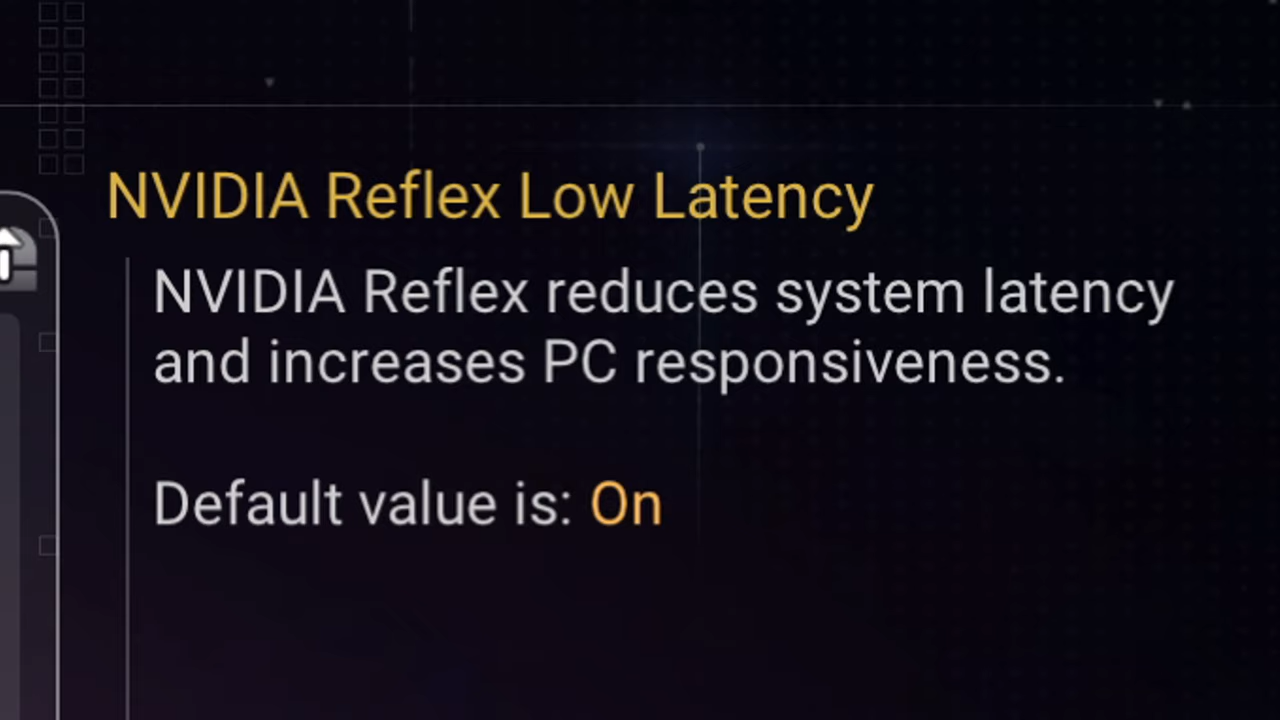 NVIDIA Reflex Low Latency
NVIDIA Reflex reduces system latency
and increases PC responsiveness.
Default value is: On